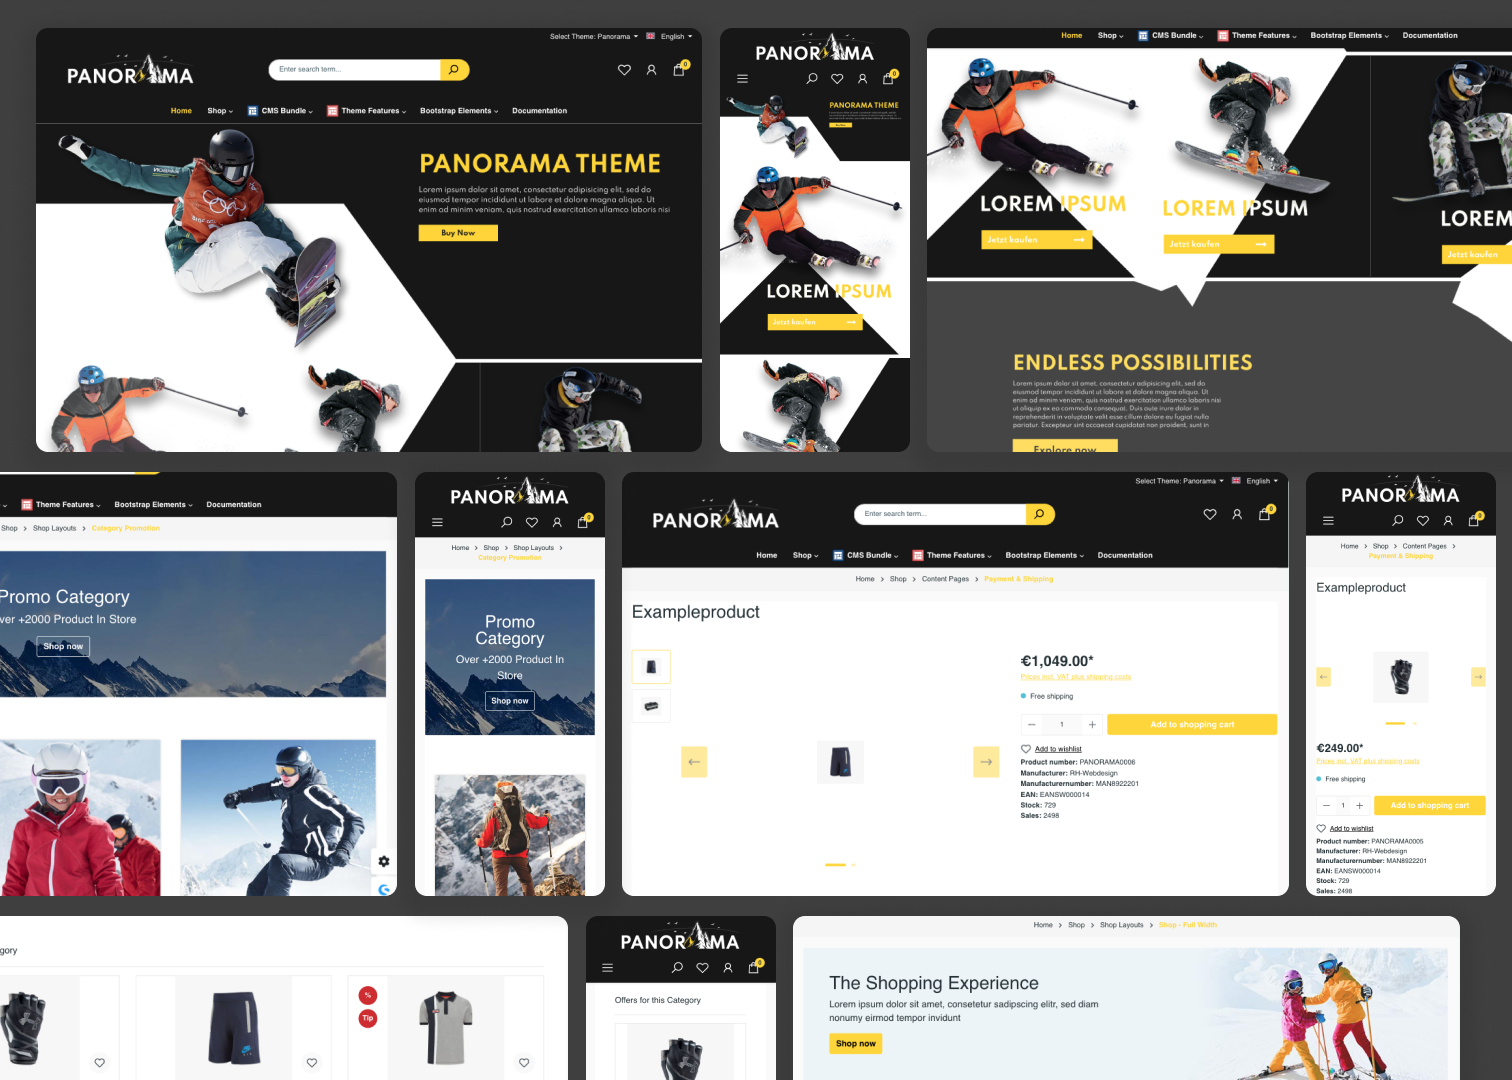 Select Theme: Panorama
English
PANORAMA
Enter search term...
0
Home
Shop
CMS Bundle
Theme Features
Bootstrap Elements
Documentation
PANORAMA THEME
Lorem ipsum dolor sit amet, consectetur adipisicing elit, sed do
eiusmod tempor incididunt ut labore et dolore magna aliqua. Ut
enim ad minim veniam, quis nostrud exercitation ullamco laboris nisi
Buy Now
PANORAMA
0
PANORAMA THEME
Buy Now
LOREM IPSUM
Jetzt kaufen
Home
Shop
CMS Bundle
Theme Features
Bootstrap Elements
Documentation
LOREM IPSUM
Jetzt kaufen
LOREM IPSUM
Jetzt kaufen
LOREM
Jetzt kaufen
ENDLESS POSSIBILITIES
Lorem ipsum dolor sit amet, consectetur adipisicing elit, sed do
eiusmod tempor incididunt ut labore et dolore magna aliqua. Ut
enim ad minim veniam, quis nostrud exercitation ullamco laboris nisi
ut aliquip ex ea commodo consequat. Duis aute irure dolor in
reprehenderit in voluptate velit esse cillum dolore eu fugiat nulla
pariatur. Excepteur sint occaecat cupidatat non proident, sunt in
Explore now
Theme Features
Bootstrap Elements
Documentation
Shop > Shop Layouts > Category Promotion
Promo Category
ver +2000 Product In Store
Shop now
PANORAMA
0
Home > Shop > Shop Layouts >
Category Promotion
Promo
Category
Over +2000 Product In
Store
Shop now
Select Theme: Panorama
English
PANORAMA
Enter search term...
0
Home
Shop
CMS Bundle
Theme Features
Bootstrap Elements
Documentation
Home > Shop > Content Pages > Payment & Shipping
Exampleproduct
€1,049.00*
Prices incl. VAT plus shipping costs
Free shipping
1
Add to shopping cart
Add to wishlist
Product number: PANORAMA0006
Manufacturer: RH-Webdesign
Manufacturernumber: MAN8922201
EAN: EANSW000014
Stock: 729
Sales: 2498
PANORAMA
0
Home > Shop > Content Pages >
Payment & Shipping
Exampleproduct
€249.00*
Prices incl. VAT plus shipping costs
Free shipping
1
Add to shopping cart
Add to wishlist
Product number: PANORAMA0005
Manufacturer: RH-Webdesign
Manufacturernumber: MAN8922201
EAN: EANSW000014
Stock: 729
Sales: 2498
gory
%
Tip
PANORAMA
0
Offers for this Category
Home > Shop > Shop Layouts > Shop - Full Width
The Shopping Experience
Lorem ipsum dolor sit amet, consetetur sadipscing elitr, sed diam
nonumy eirmod tempor invidunt
Shop now